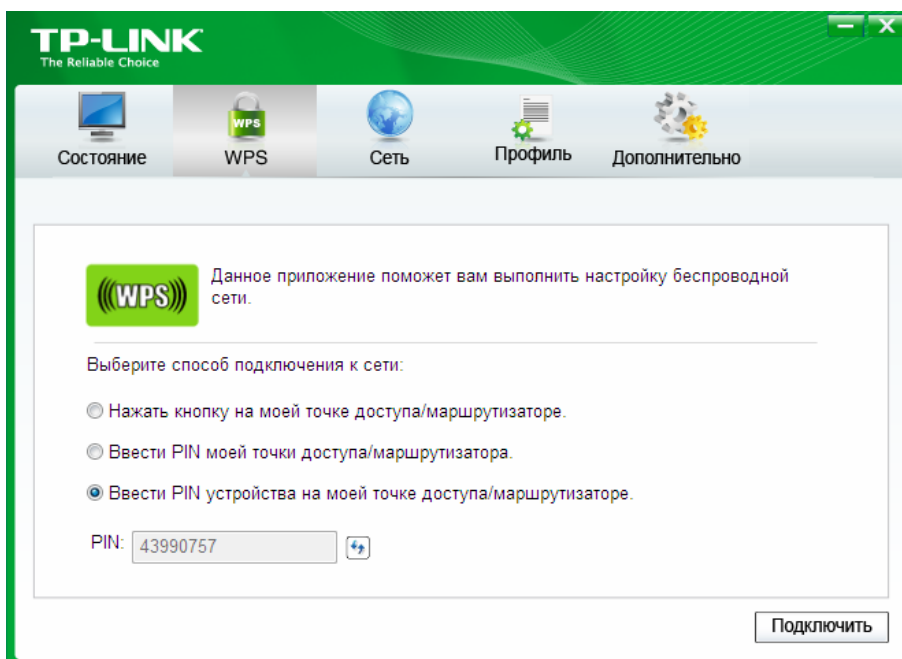 TP-LINK
The Reliable Choice
WPS
Состояние
WPS
Сеть
Профиль
Дополнительно
((WPS))
Данное приложение поможет вам выполнить настройку беспроводной
сети.
Выберите способ подключения к сети:
Нажать кнопку на моей точке доступа/маршрутизаторе.
Ввести PIN моей точки доступа/маршрутизатора.
Ввести PIN устройства на моей точке доступа/маршрутизаторе.
PIN: 43990757
Подключить